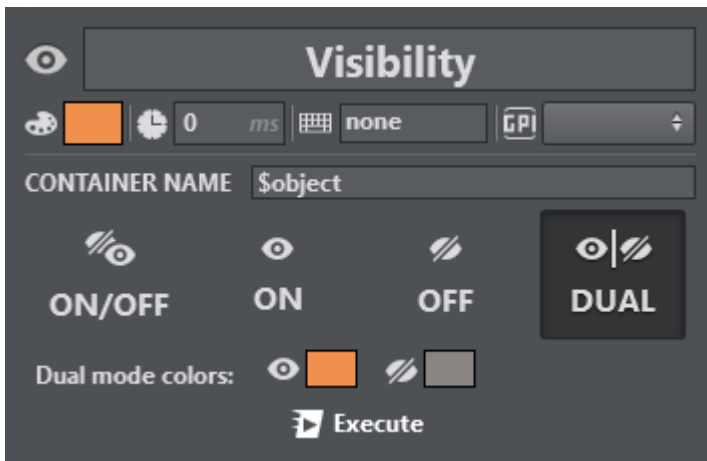 Visibility
0 ms none GPI
CONTAINER NAME $object
ON/OFF ON OFF DUAL
Dual mode colors:
Execute